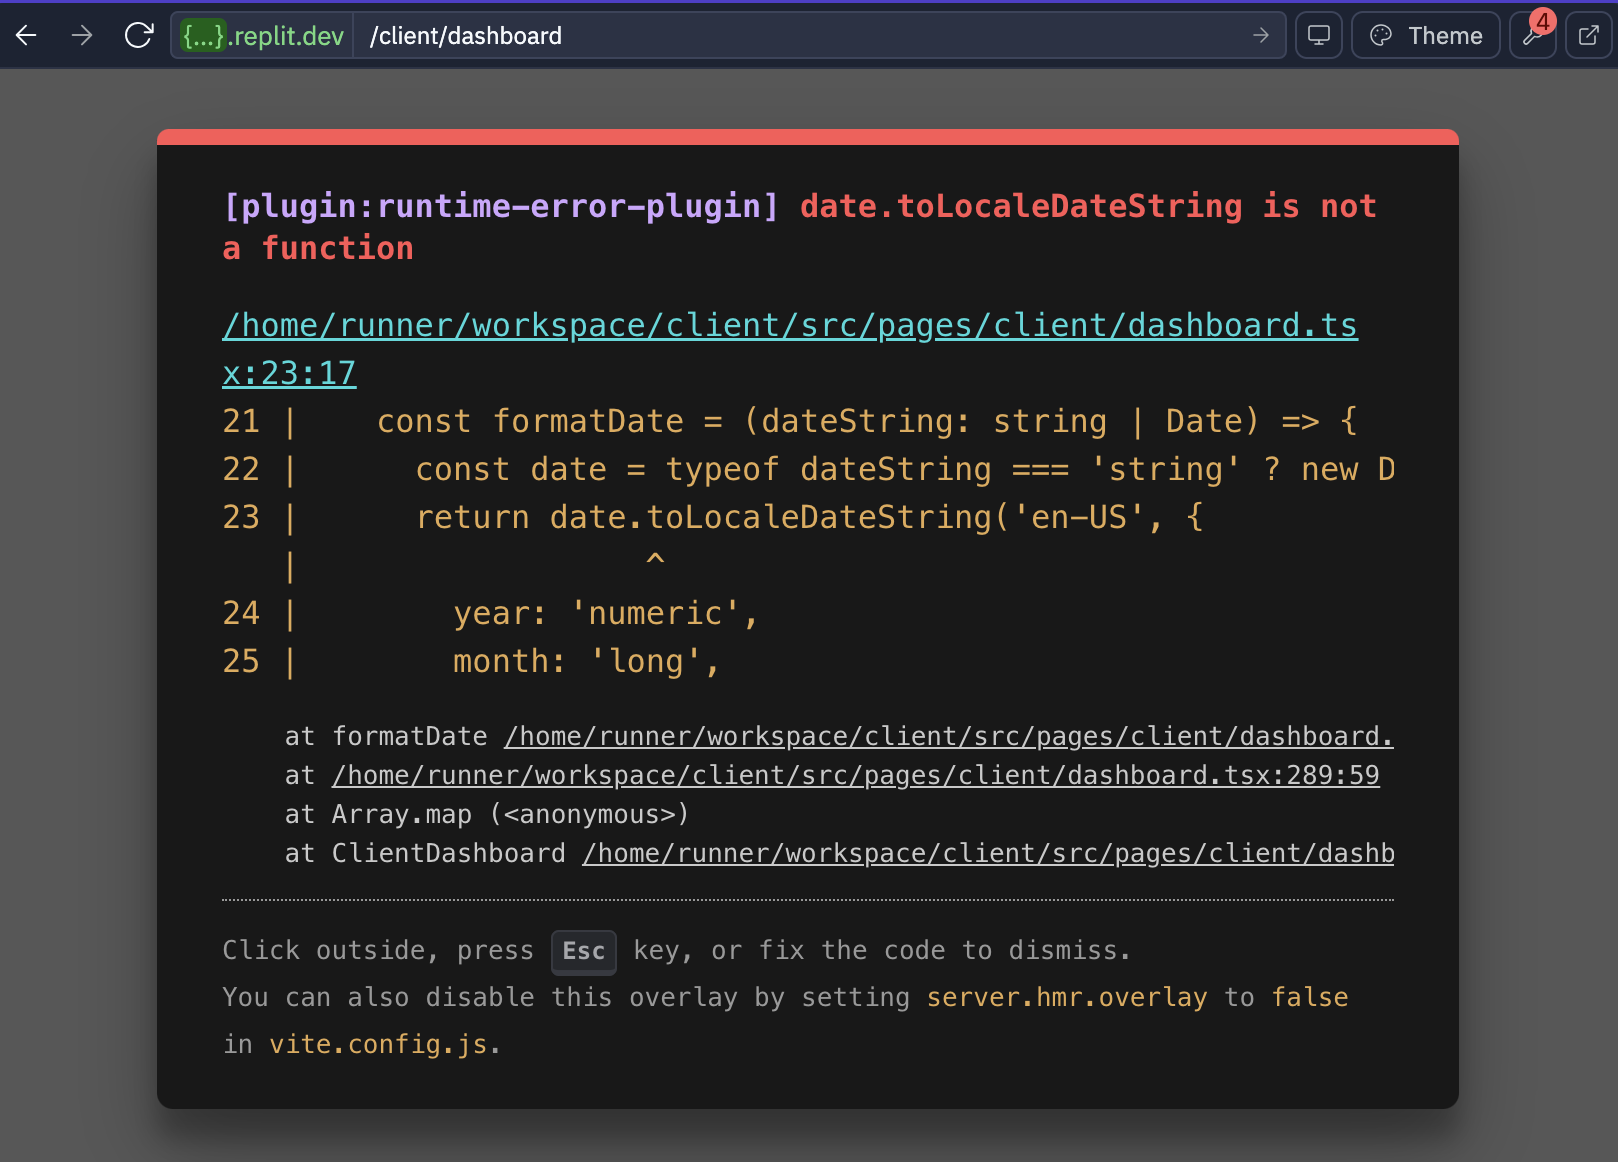 {...}.replit.dev /client/dashboard Theme 4
[plugin:runtime-error-plugin] date.toLocaleDateString is not
a function
/home/runner/workspace/client/src/pages/client/dashboard.ts
x:23:17
21 |    const formatDate = (dateString: string | Date) => {
22 |      const date = typeof dateString === 'string' ? new D
23 |      return date.toLocaleDateString('en-US', {
   |                  ^
24 |        year: 'numeric',
25 |        month: 'long',
at formatDate /home/runner/workspace/client/src/pages/client/dashboard.
at /home/runner/workspace/client/src/pages/client/dashboard.tsx:289:59
at Array.map (<anonymous>)
at ClientDashboard /home/runner/workspace/client/src/pages/client/dashb
Click outside, press Esc key, or fix the code to dismiss.
You can also disable this overlay by setting server.hmr.overlay to false
in vite.config.js.